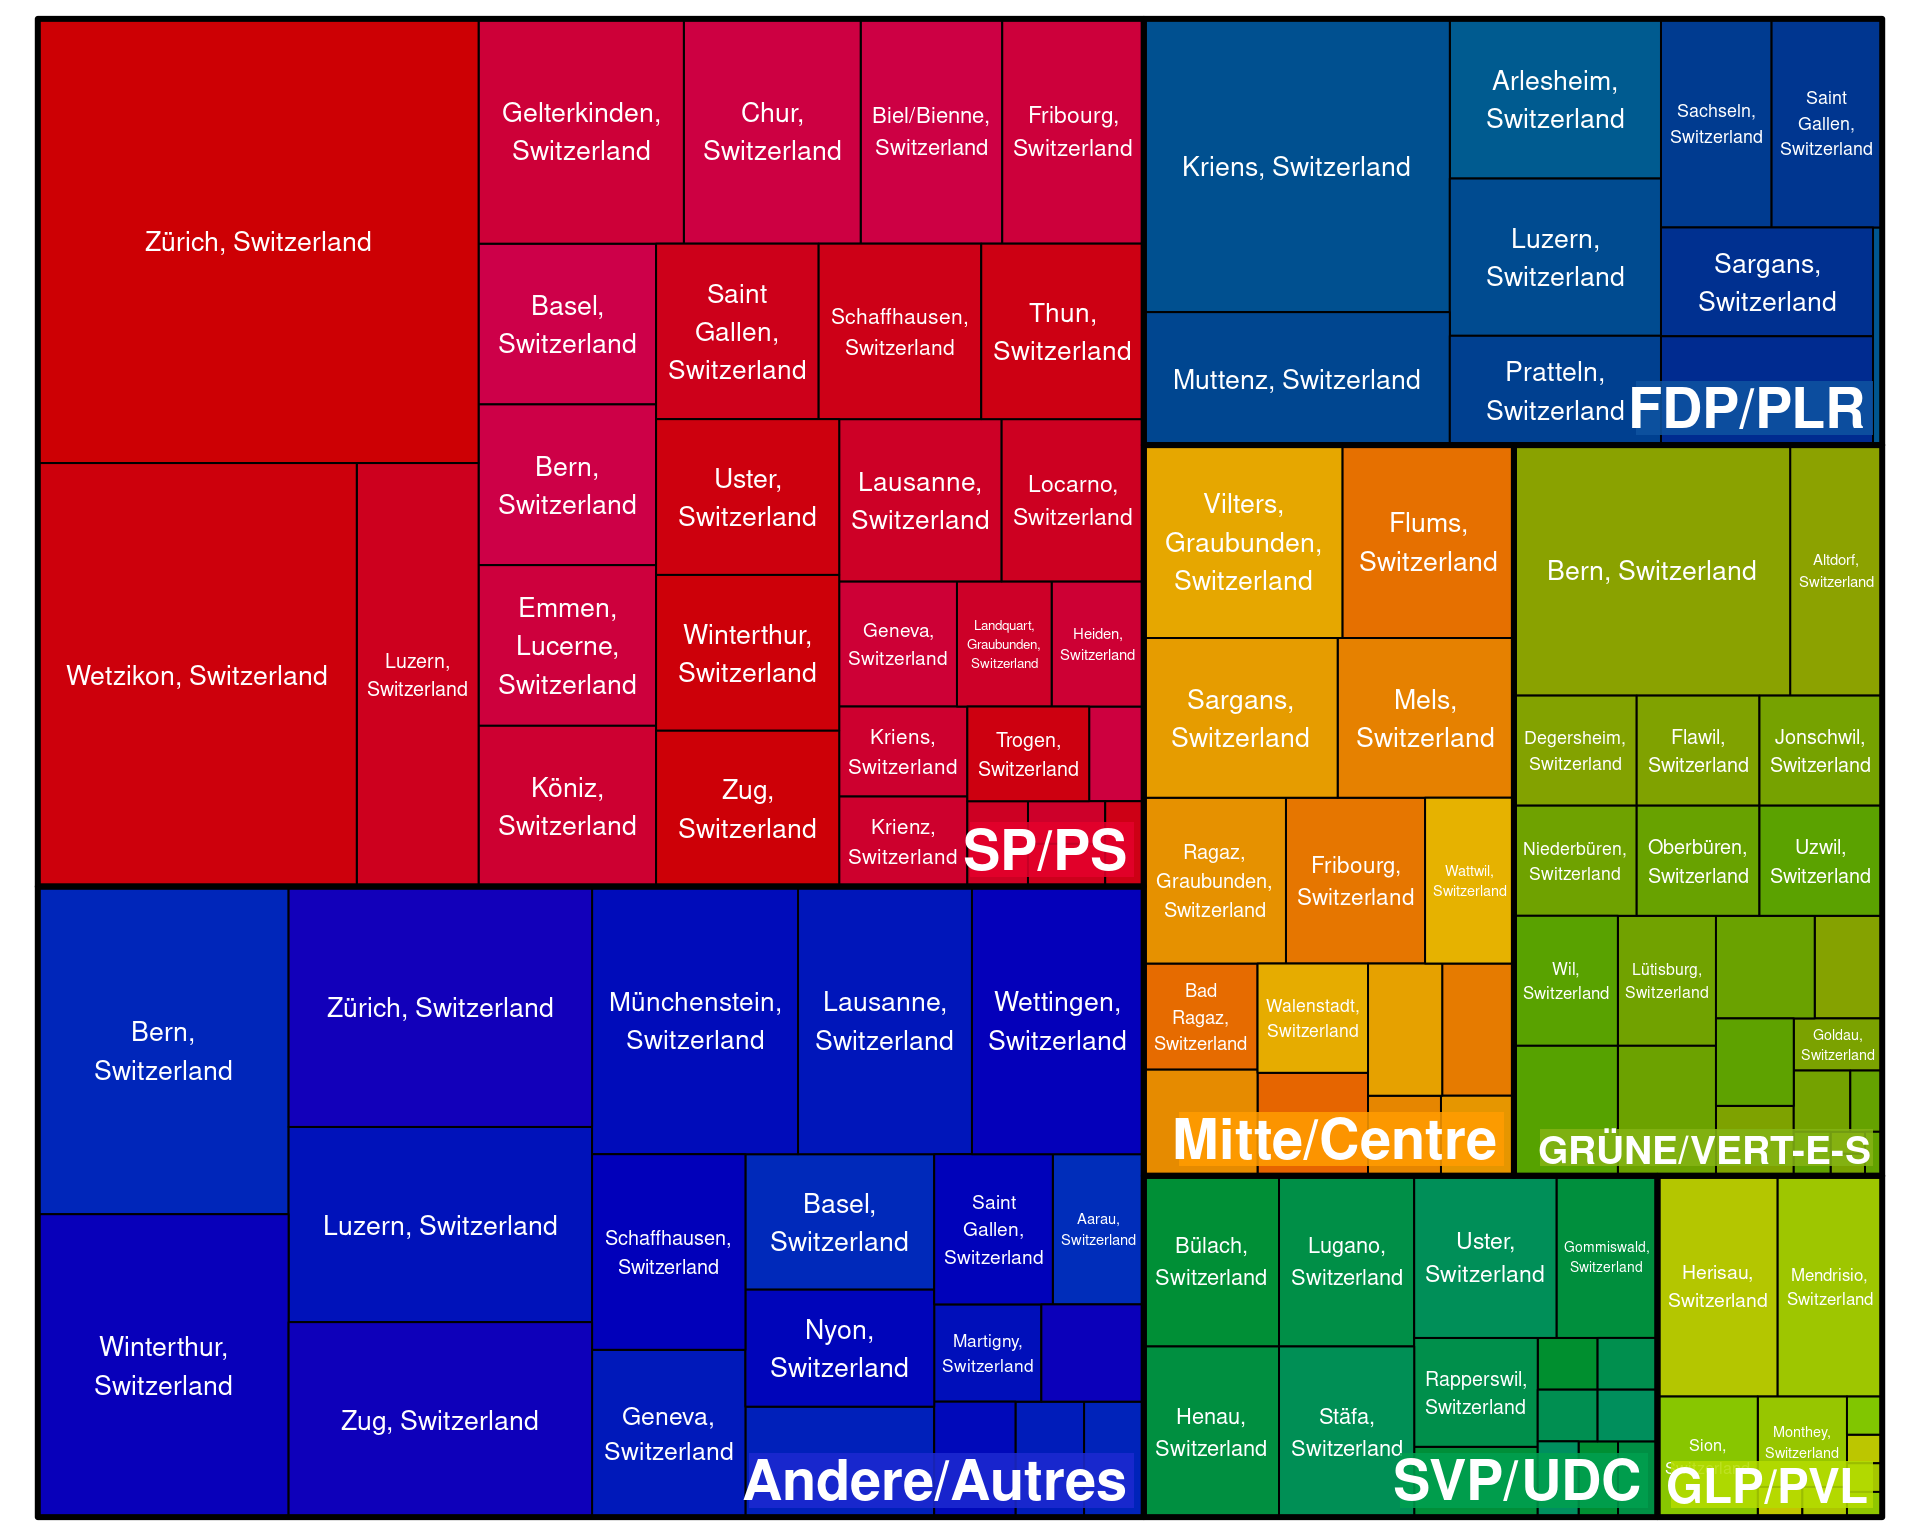 Zürich, Switzerland
Gelterkinden,
Switzerland
Chur,
Switzerland
Biel/Bienne,
Switzerland
Fribourg,
Switzerland
Basel,
Switzerland
Saint
Gallen,
Switzerland
Schaffhausen,
Switzerland
Thun,
Switzerland
Bern,
Switzerland
Uster,
Switzerland
Lausanne,
Switzerland
Locarno,
Switzerland
Wetzikon, Switzerland
Luzern,
Switzerland
Emmen,
Lucerne,
Switzerland
Winterthur,
Switzerland
Geneva,
Switzerland
Landquart,
Graubunden,
Switzerland
Heiden,
Switzerland
Köniz,
Switzerland
Zug,
Switzerland
Kriens,
Switzerland
Trogen,
Switzerland
Krienz,
Switzerland
SP/PS
Bern,
Switzerland
Zürich, Switzerland
Münchenstein,
Switzerland
Lausanne,
Switzerland
Wettingen,
Switzerland
Luzern, Switzerland
Schaffhausen,
Switzerland
Basel,
Switzerland
Saint
Gallen,
Switzerland
Aarau,
Switzerland
Winterthur,
Switzerland
Zug, Switzerland
Geneva,
Switzerland
Nyon,
Switzerland
Martigny,
Switzerland
Andere/Autres
Kriens, Switzerland
Arlesheim,
Switzerland
Sachseln,
Switzerland
Saint
Gallen,
Switzerland
Luzern,
Switzerland
Sargans,
Switzerland
Muttenz, Switzerland
Pratteln,
Switzerland
FDP/PLR
Vilters,
Graubunden,
Switzerland
Flums,
Switzerland
Sargans,
Switzerland
Mels,
Switzerland
Ragaz,
Graubunden,
Switzerland
Fribourg,
Switzerland
Wattwil,
Switzerland
Bad
Ragaz,
Switzerland
Walenstadt,
Switzerland
Mitte/Centre
Bern, Switzerland
Altdorf,
Switzerland
Degersheim,
Switzerland
Flawil,
Switzerland
Jonschwil,
Switzerland
Niederbüren,
Switzerland
Oberbüren,
Switzerland
Uzwil,
Switzerland
Wil,
Switzerland
Lütisburg,
Switzerland
Goldau,
Switzerland
GRÜNE/VERT-E-S
Bülach,
Switzerland
Lugano,
Switzerland
Uster,
Switzerland
Gommiswald,
Switzerland
Henau,
Switzerland
Stäfa,
Switzerland
Rapperswil,
Switzerland
SVP/UDC
Herisau,
Switzerland
Mendrisio,
Switzerland
Sion,
Monthey,
Switzerland
GLP/PVL